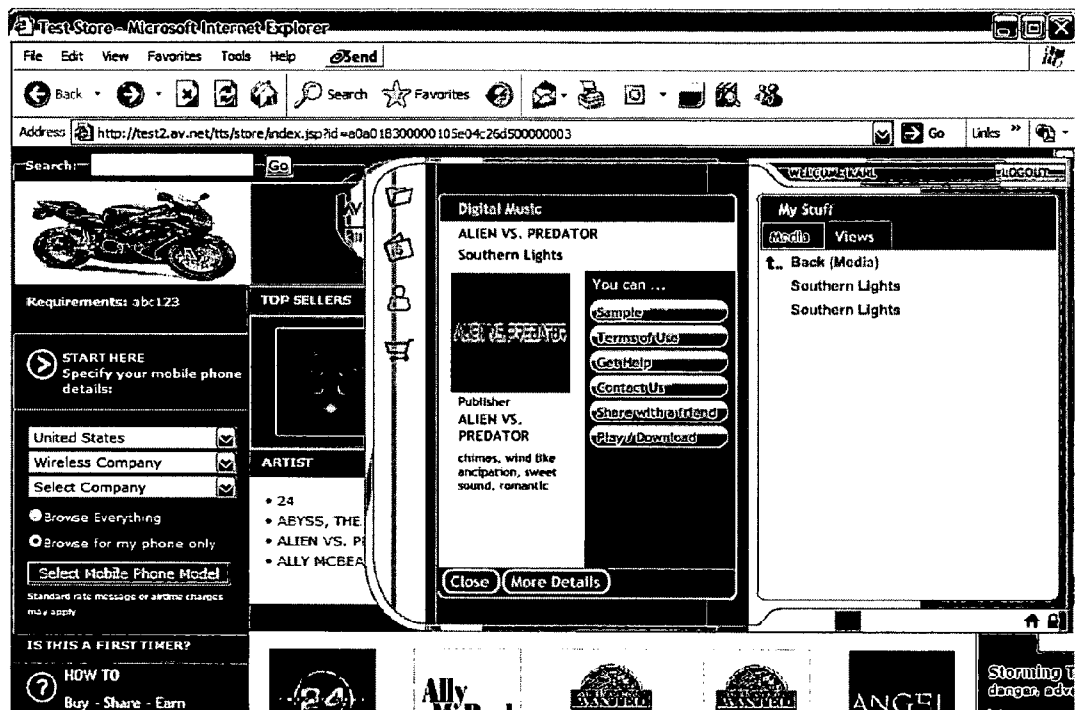 Test Store - Microsoft Internet Explorer
File Edit View Favorites Tools Help Send
Back Search Favorites
Address http://test2.av.net/tts/store/index.jsp?id=a0a018300000105e04c26d500000003 Go Links »
Search: Go
WELCOME KARL LOGOUT
Digital Music
ALIEN VS. PREDATOR
Southern Lights
You can ...
Sample
Terms of Use
Get Help
Contact Us
Share with a friend
Play / Download
ALIEN VS. PREDATOR
Publisher
ALIEN VS.
PREDATOR
chimes, wind like
ancipation, sweet
sound, romantic
Close More Details
My Stuff
Media Views
Back (Media)
Southern Lights
Southern Lights
Requirements: abc123
START HERE
Specify your mobile phone
details:
United States
Wireless Company
Select Company
Browse Everything
Browse for my phone only
Select Mobile Phone Model
Standard rate message or airtime charges
may apply
IS THIS A FIRST TIMER?
HOW TO
Buy - Share - Earn
TOP SELLERS
ARTIST
• 24
• ABYSS, THE
• ALIEN VS. P
• ALLY MCBEA
24
Ally
ANGEL
Storming T
danger, adve